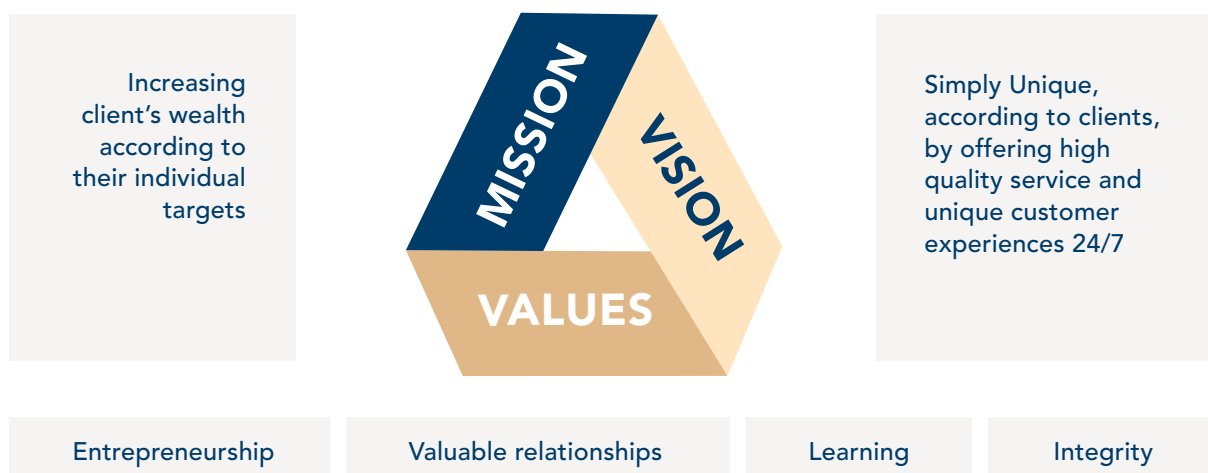 Increasing
client’s wealth
according to
their individual
targets
MISSION
VISION
VALUES
Simply Unique,
according to clients,
by offering high
quality service and
unique customer
experiences 24/7
Entrepreneurship
Valuable relationships
Learning
Integrity